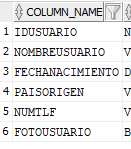 COLUMN_NAME
1 IDUSUARIO N
2 NOMBREUSUARIO V
3 FECHANACIMIENTO D
4 PAISORIGEN V
5 NUMTLF V
6 FOTOUSUARIO B